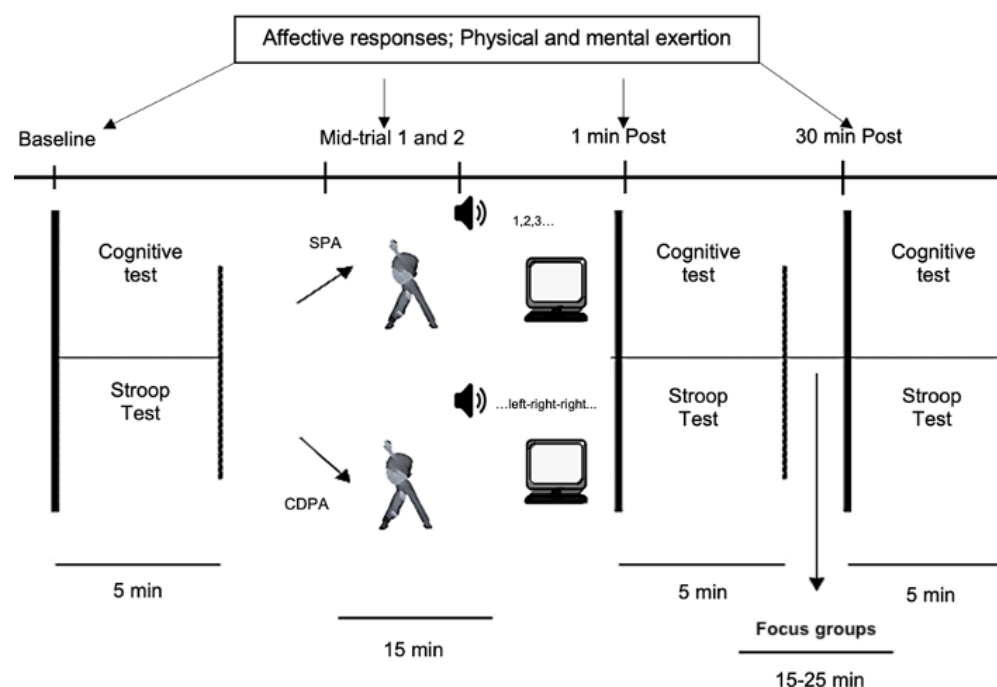 Affective responses; Physical and mental exertion
Baseline
Mid-trial 1 and 2
1 min Post
30 min Post
Cognitive
test
Stroop
Test
5 min
SPA
1,2,3...
CDPA
...left-right-right...
15 min
Cognitive
test
Stroop
Test
5 min
Focus groups
15-25 min
Cognitive
test
Stroop
Test
5 min